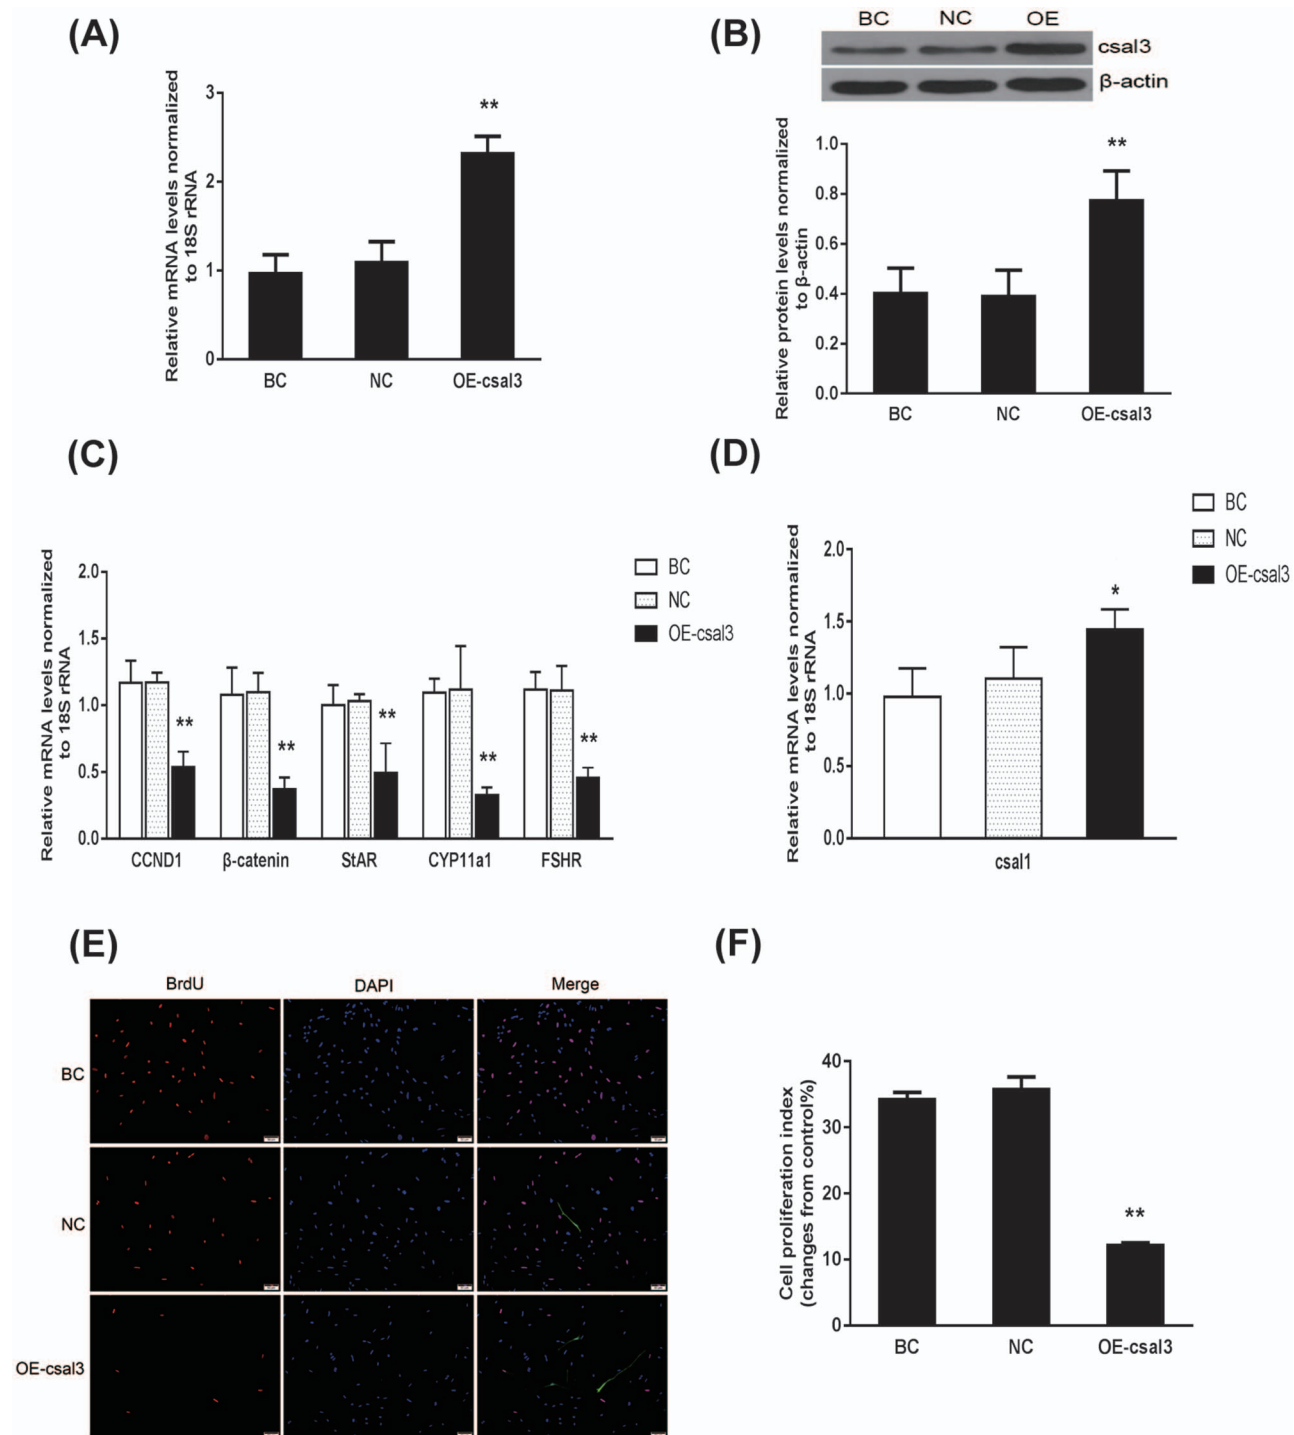 (A)
Relative mRNA levels normalized
to 18S rRNA
3
2
1
0
**
BC NC OE-csal3
(B)
BC NC OE
csal3
β-actin
Relative protein levels normalized
to β-actin
1.0
0.8
0.6
0.4
0.2
0.0
**
BC NC OE-csal3
(C)
Relative mRNA levels normalized
to 18S rRNA
2.0
1.5
1.0
0.5
0.0
** ** ** ** **
CCND1 β-catenin StAR CYP11a1 FSHR
BC
NC
OE-csal3
(D)
Relative mRNA levels normalized
to 18S rRNA
2.0
1.5
1.0
0.5
0.0
*
csal1
BC
NC
OE-csal3
(E)
BrdU DAPI Merge
BC
NC
OE-csal3
(F)
Cell proliferation index
(changes from control%)
40
30
20
10
0
**
BC NC OE-csal3